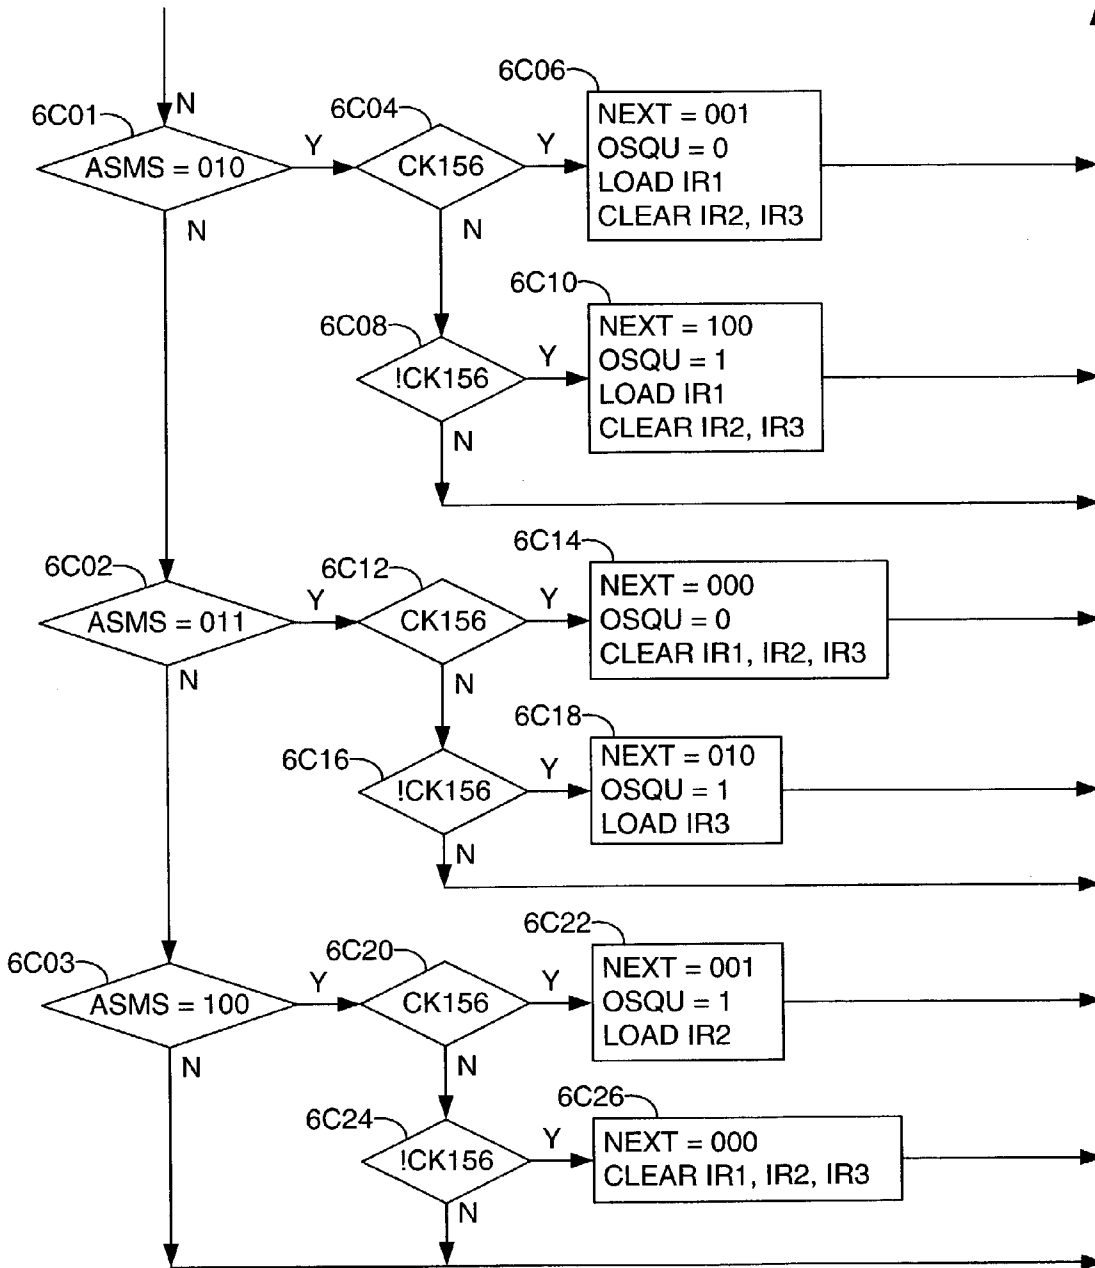 N
6C01
ASMS = 010
Y
N
6C04
CK156
Y
N
6C06
NEXT = 001
OSQU = 0
LOAD IR1
CLEAR IR2, IR3
6C08
!CK156
Y
N
6C10
NEXT = 100
OSQU = 1
LOAD IR1
CLEAR IR2, IR3
6C02
ASMS = 011
Y
N
6C12
CK156
Y
N
6C14
NEXT = 000
OSQU = 0
CLEAR IR1, IR2, IR3
6C16
!CK156
Y
N
6C18
NEXT = 010
OSQU = 1
LOAD IR3
6C03
ASMS = 100
Y
N
6C20
CK156
Y
N
6C22
NEXT = 001
OSQU = 1
LOAD IR2
6C24
!CK156
Y
N
6C26
NEXT = 000
CLEAR IR1, IR2, IR3